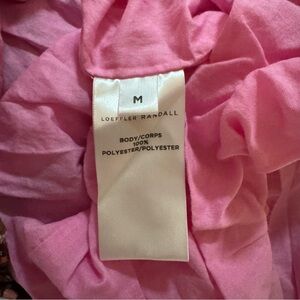 M
LOEFFLER RANDALL
BODY/CORPS
100%
POLYESTER/POLYESTER